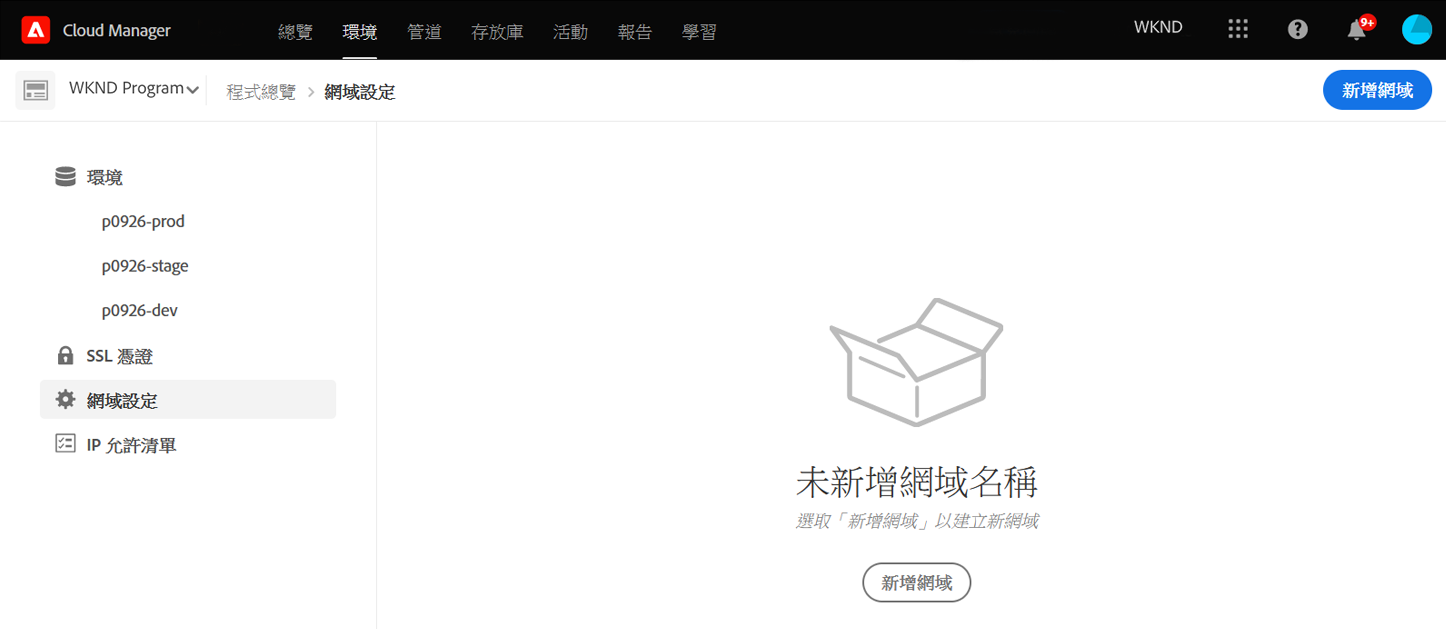 Cloud Manager 總覽 環境 管道 存放庫 活動 報告 學習 WKND 9+
WKND Program 程式總覽 網域設定 新增網域
環境
p0926-prod
p0926-stage
p0926-dev
SSL 憑證
網域設定
IP 允許清單
未新增網域名稱
選取「新增網域」以建立新網域
新增網域